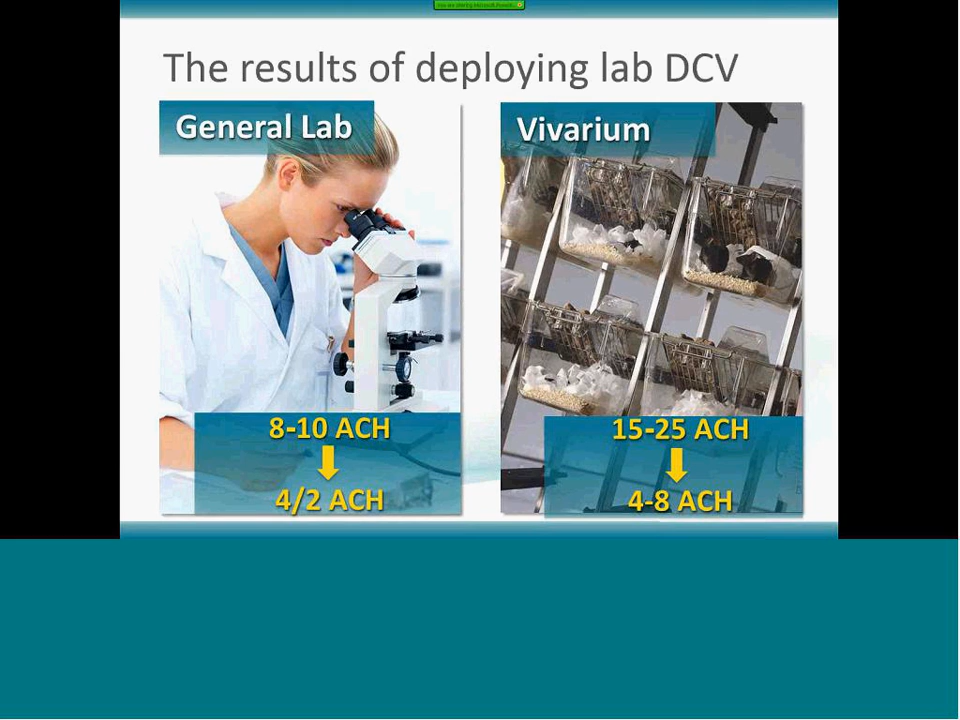 The results of deploying lab DCV
General Lab
8-10 ACH
4/2 ACH
Vivarium
15-25 ACH
4-8 ACH